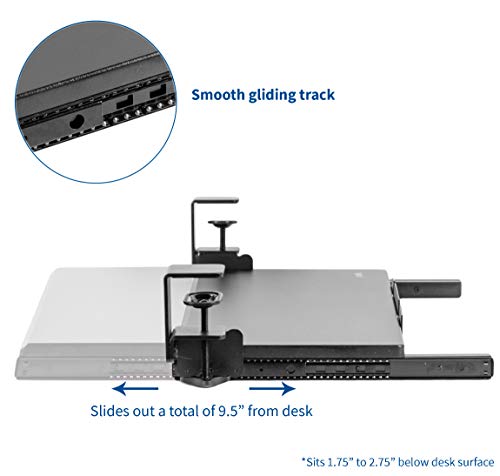 Smooth gliding track
Slides out a total of 9.5” from desk
*Sits 1.75” to 2.75” below desk surface